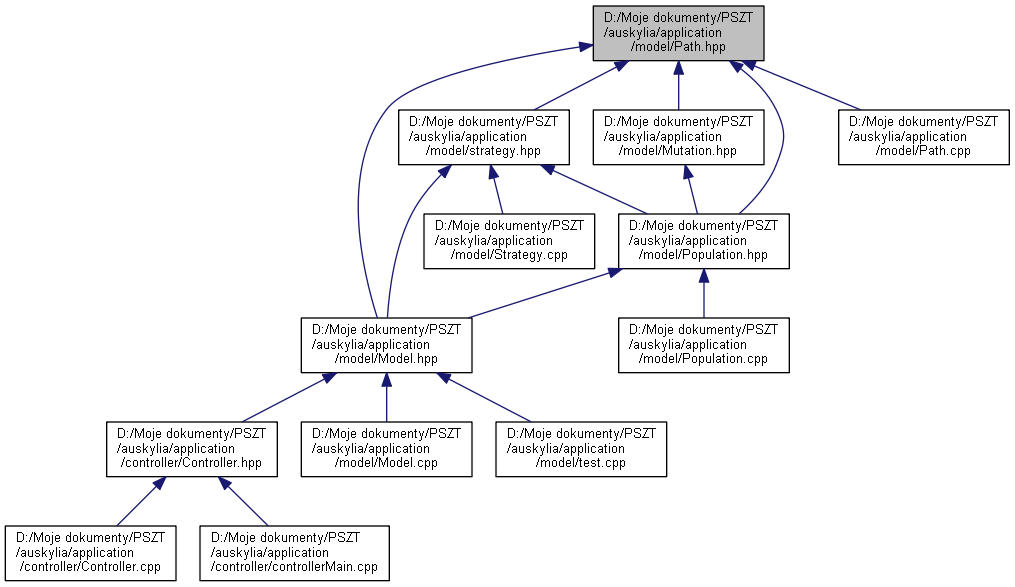 D:/Moje dokumenty/PSZT
/auskylia/application
/model/Path.hpp
D:/Moje dokumenty/PSZT
/auskylia/application
/model/strategy.hpp
D:/Moje dokumenty/PSZT
/auskylia/application
/model/Mutation.hpp
D:/Moje dokumenty/PSZT
/auskylia/application
/model/Path.cpp
D:/Moje dokumenty/PSZT
/auskylia/application
/model/Strategy.cpp
D:/Moje dokumenty/PSZT
/auskylia/application
/model/Population.hpp
D:/Moje dokumenty/PSZT
/auskylia/application
/model/Model.hpp
D:/Moje dokumenty/PSZT
/auskylia/application
/model/Population.cpp
D:/Moje dokumenty/PSZT
/auskylia/application
/controller/Controller.hpp
D:/Moje dokumenty/PSZT
/auskylia/application
/model/Model.cpp
D:/Moje dokumenty/PSZT
/auskylia/application
/model/test.cpp
D:/Moje dokumenty/PSZT
/auskylia/application
/controller/Controller.cpp
D:/Moje dokumenty/PSZT
/auskylia/application
/controller/controllerMain.cpp